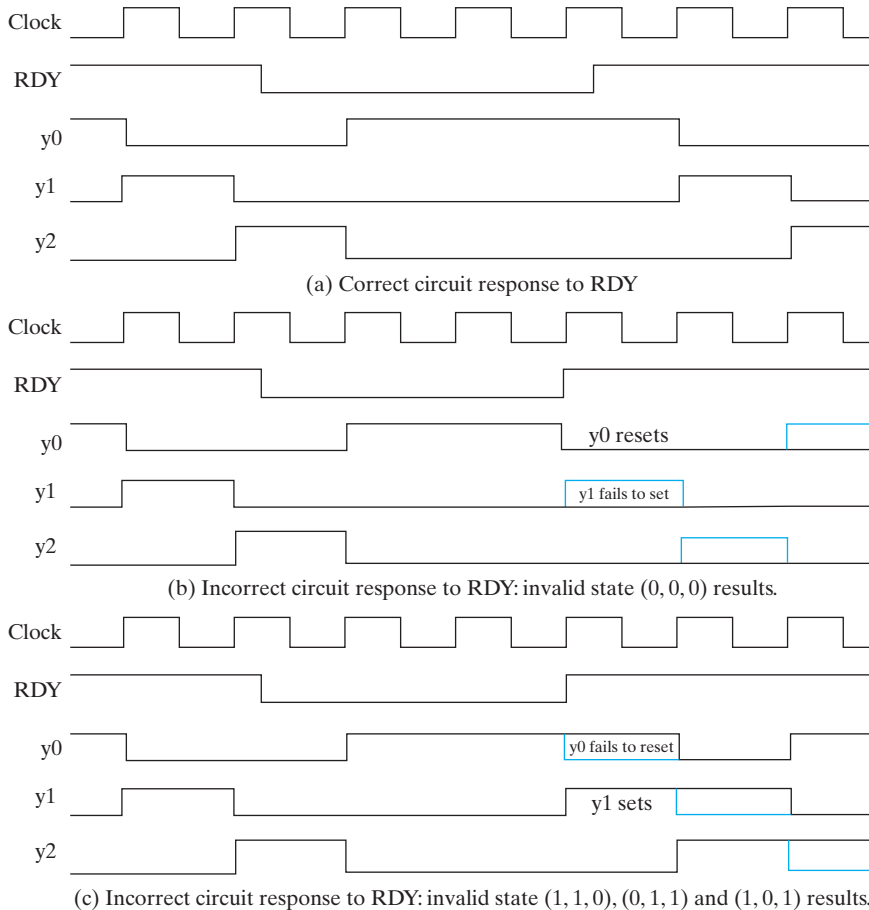 Clock
RDY
y0
y1
y2
(a) Correct circuit response to RDY
Clock
RDY
y0
y0 resets
y1
y1 fails to set
y2
(b) Incorrect circuit response to RDY: invalid state (0, 0, 0) results.
Clock
RDY
y0
y0 fails to reset
y1
y1 sets
y2
(c) Incorrect circuit response to RDY: invalid state (1, 1, 0), (0, 1, 1) and (1, 0, 1) results.